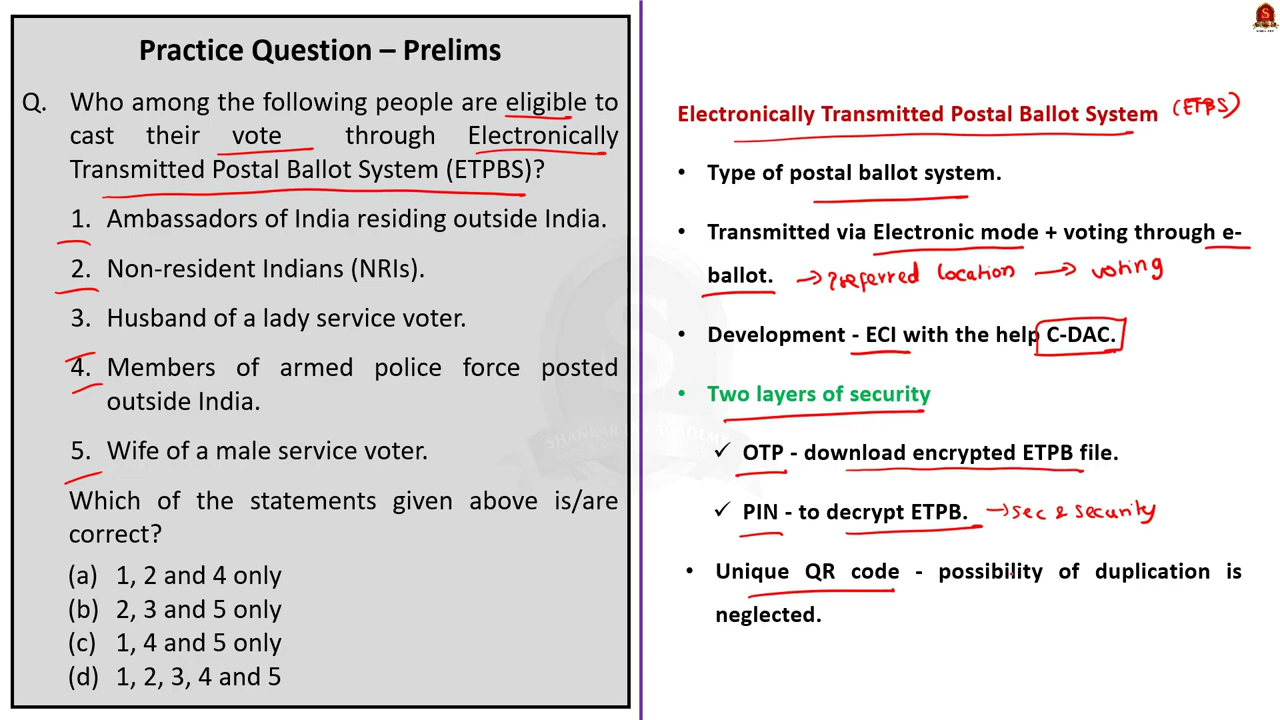 Practice Question – Prelims
Q. Who among the following people are eligible to
cast their vote through Electronically
Transmitted Postal Ballot System (ETPBS)?
1. Ambassadors of India residing outside India.
2. Non-resident Indians (NRIs).
3. Husband of a lady service voter.
4. Members of armed police force posted
outside India.
5. Wife of a male service voter.
Which of the statements given above is/are
correct?
(a) 1, 2 and 4 only
(b) 2, 3 and 5 only
(c) 1, 4 and 5 only
(d) 1, 2, 3, 4 and 5
Electronically Transmitted Postal Ballot System (ETBS)
• Type of postal ballot system.
• Transmitted via Electronic mode + voting through e-
ballot. → Preferred location → voting
• Development - ECI with the help C-DAC.
• Two layers of security
✓ OTP - download encrypted ETPB file.
✓ PIN - to decrypt ETPB. → sec & security
• Unique QR code - possibility of duplication is
neglected.